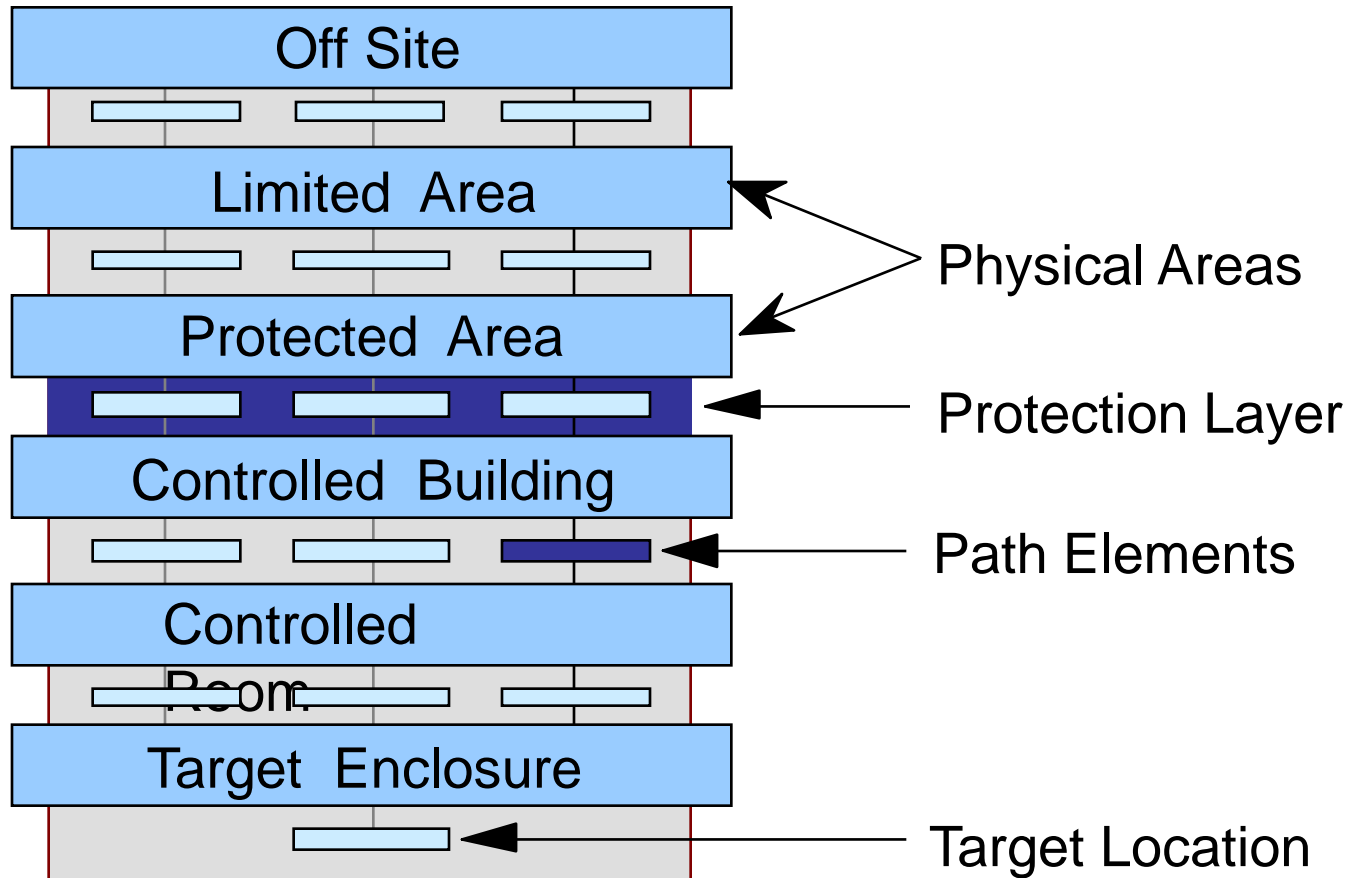 Off Site
Limited Area
Physical Areas
Protected Area
Protection Layer
Controlled Building
Path Elements
Controlled
Room
Target Enclosure
Target Location